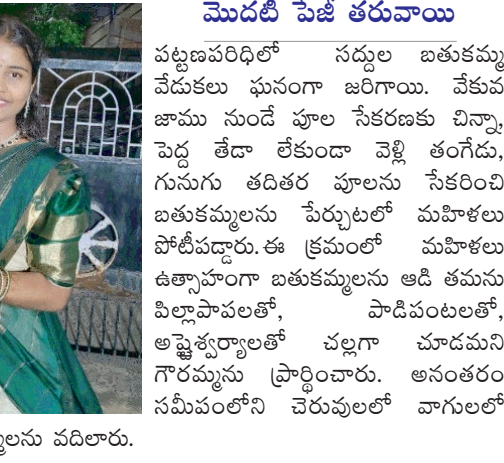 మొదటి పేజీ తరువాయి
పట్టణపరిధిలో సద్దుల బతుకమ్మ
వేడుకలు ఘనంగా జరిగాయి. వేకువ
జాము నుండే పూల సేకరణకు చిన్నా,
పెద్ద తేడా లేకుండా వెళ్లి తంగేడు,
గునుగు తదితర పూలను సేకరించి
బతుకమ్మలను పేర్చుటలో మహిళలు
పోటీపడ్డారు.ఈ క్రమంలో మహిళలు
ఉత్సాహంగా బతుకమ్మలను ఆడి తమను
పిల్లాపాపలతో, పాడిపంటలతో,
అష్టైశ్వర్యాలతో చల్లగా చూడమని
గౌరమ్మను ప్రార్థించారు. అనంతరం
సమీపంలోని చెరువులలో వాగులలో
వదిలారు.